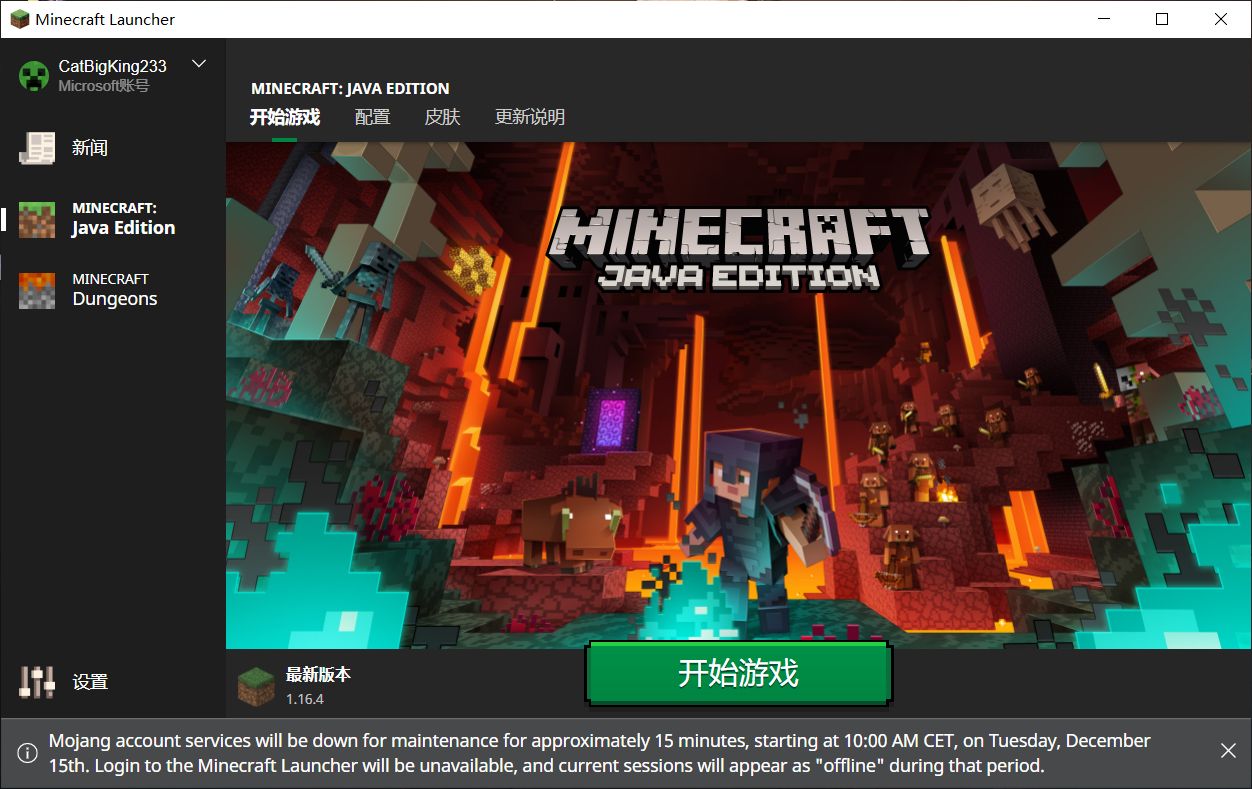 Minecraft Launcher
CatBigKing233
Microsoft账号
新闻
MINECRAFT:
Java Edition
MINECRAFT
Dungeons
设置
MINECRAFT: JAVA EDITION
开始游戏 配置 皮肤 更新说明
MINECRAFT
JAVA EDITION
最新版本
1.16.4
开始游戏
Mojang account services will be down for maintenance for approximately 15 minutes, starting at 10:00 AM CET, on Tuesday, December
15th. Login to the Minecraft Launcher will be unavailable, and current sessions will appear as "offline" during that period.